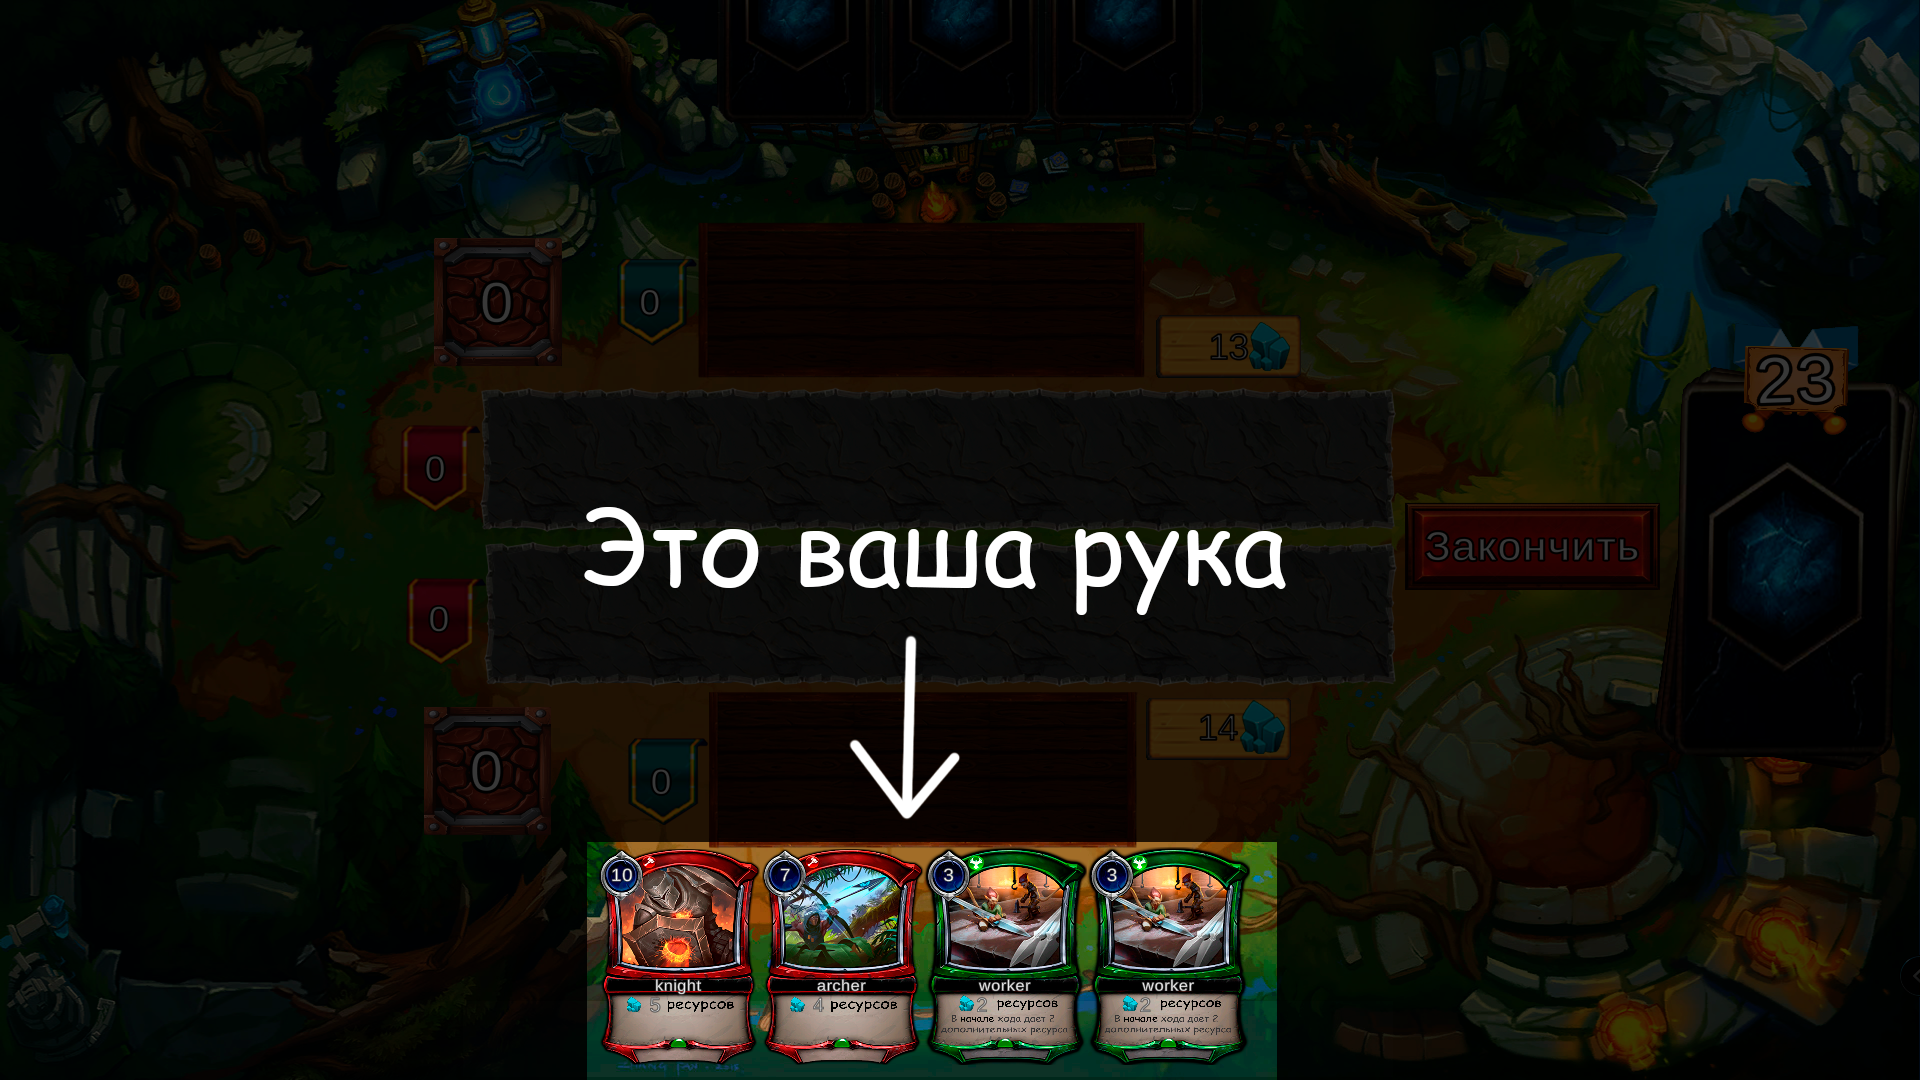 0
0
13
23
0
Это ваша рука
Закончить
0
14
0
0
10
7
3
3
knight
archer
worker
worker
5 ресурсов
4 ресурсов
2 ресурсов
2 ресурсов
В начале хода дает 2
дополнительных ресурса
В начале хода дает 2
дополнительных ресурса